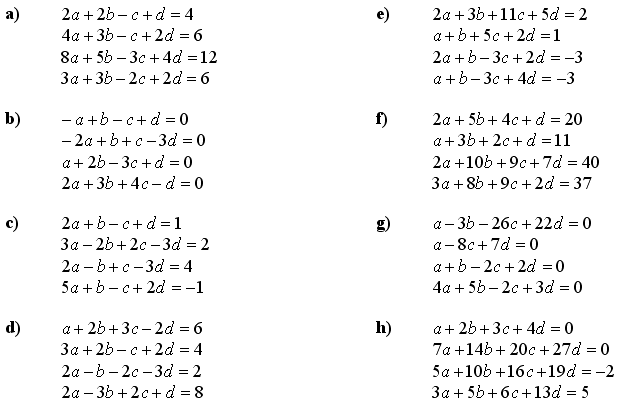 a) 2a+2b−c+d=4
4a+3b−c+2d=6
8a+5b−3c+4d=12
3a+3b−2c+2d=6
b) −a+b−c+d=0
−2a+b+c−3d=0
a+2b−3c+d=0
2a+3b+4c−d=0
c) 2a+b−c+d=1
3a−2b+2c−3d=2
2a−b+c−3d=4
5a+b−c+2d=−1
d) a+2b+3c−2d=6
3a+2b−c+2d=4
2a−b−2c−3d=2
2a−3b+2c+d=8
e) 2a+3b+11c+5d=2
a+b+5c+2d=1
2a+b−3c+2d=−3
a+b−3c+4d=−3
f) 2a+5b+4c+d=20
a+3b+2c+d=11
2a+10b+9c+7d=40
3a+8b+9c+2d=37
g) a−3b−26c+22d=0
a−8c+7d=0
a+b−2c+2d=0
4a+5b−2c+3d=0
h) a+2b+3c+4d=0
7a+14b+20c+27d=0
5a+10b+16c+19d=−2
3a+5b+6c+13d=5